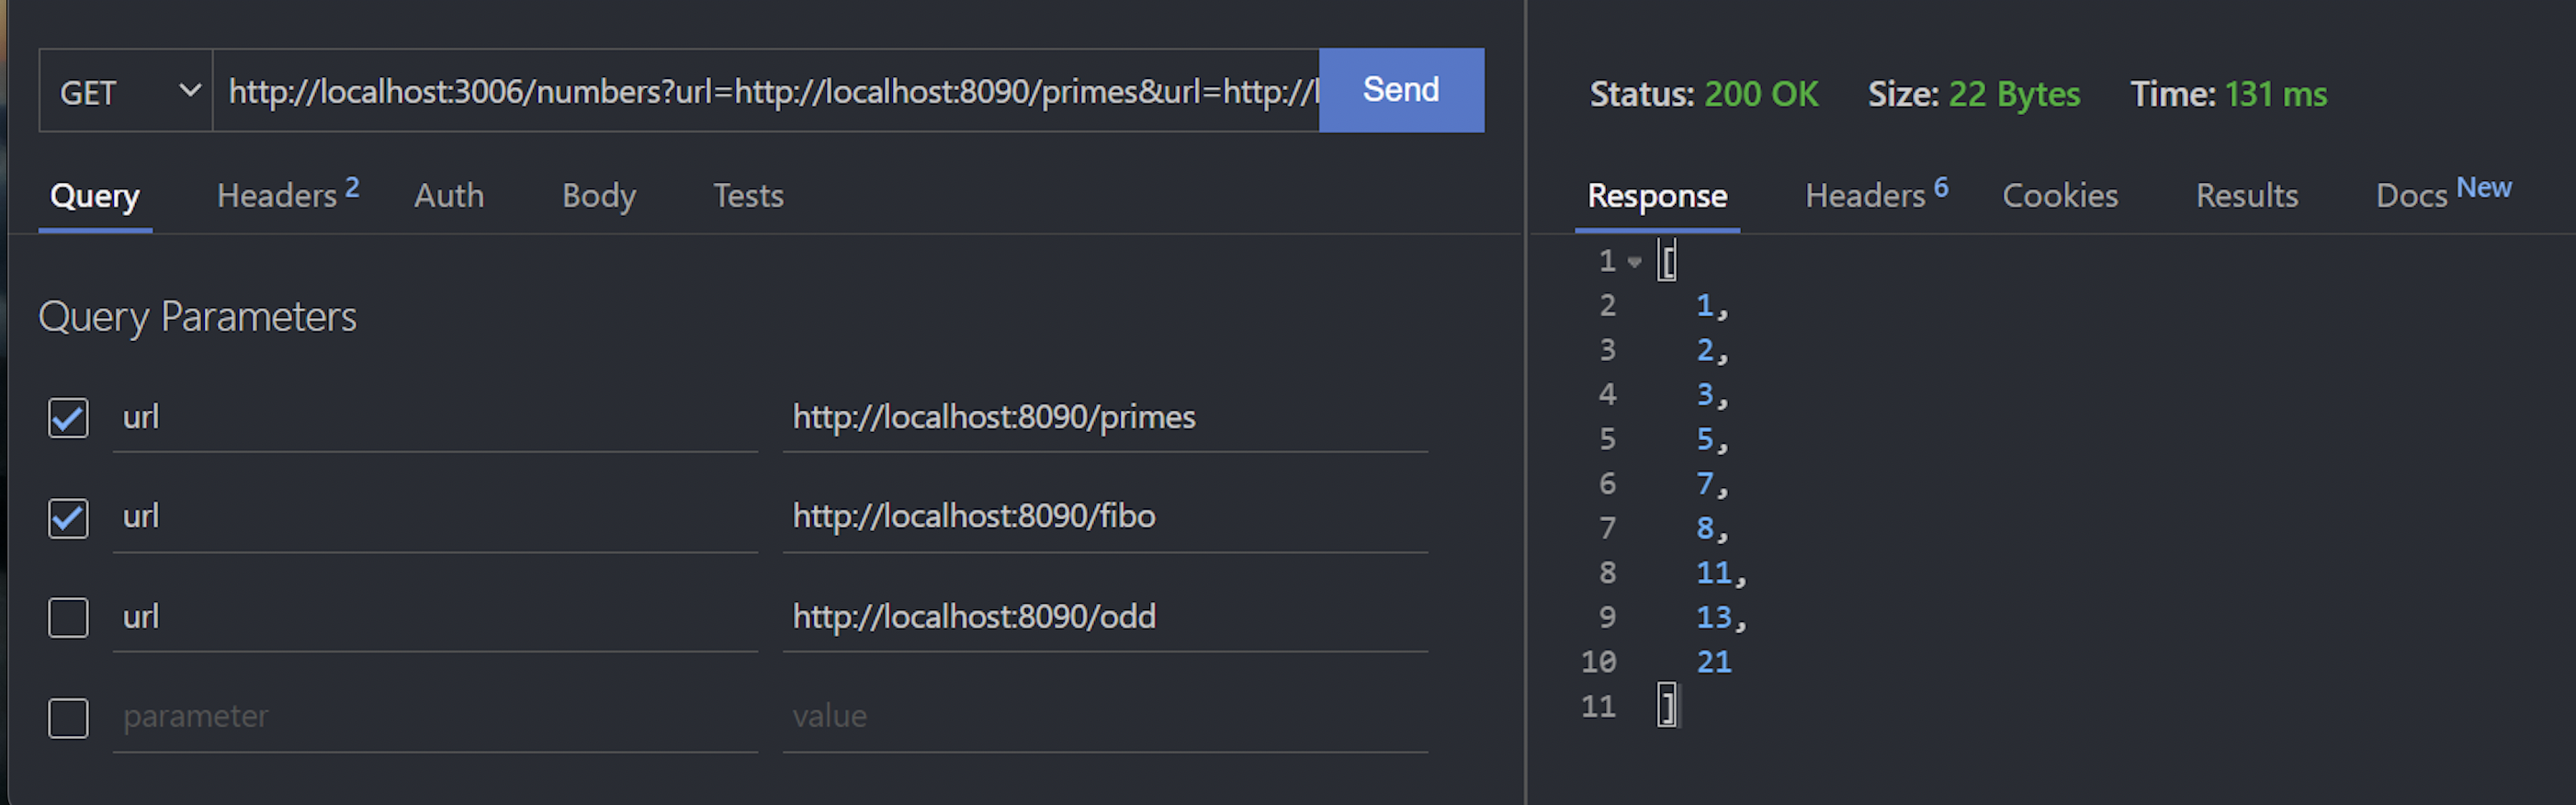 GET http://localhost:3006/numbers?url=http://localhost:8090/primes&url=http://l Send
Query Headers 2 Auth Body Tests
Query Parameters
url http://localhost:8090/primes
url http://localhost:8090/fibo
url http://localhost:8090/odd
parameter value
Status: 200 OK Size: 22 Bytes Time: 131 ms
Response Headers 6 Cookies Results Docs New
1 [
2 1,
3 2,
4 3,
5 5,
6 7,
7 8,
8 11,
9 13,
10 21
11 ]